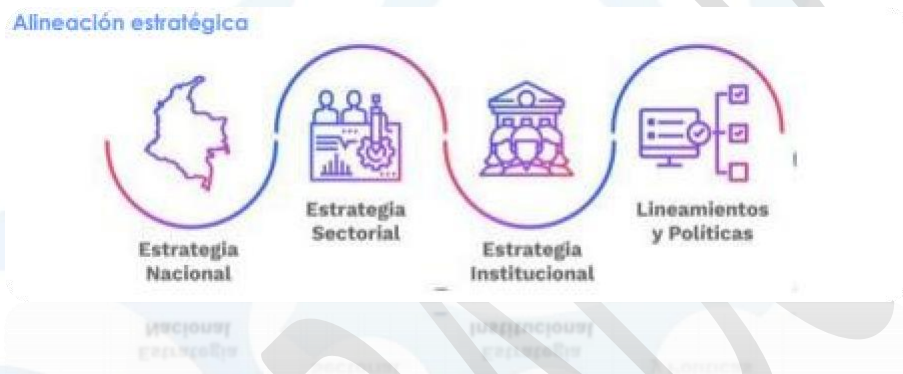 Alineación estratégica
Estrategia
Nacional
Estrategia
Sectorial
Estrategia
Institucional
Lineamientos
y Políticas